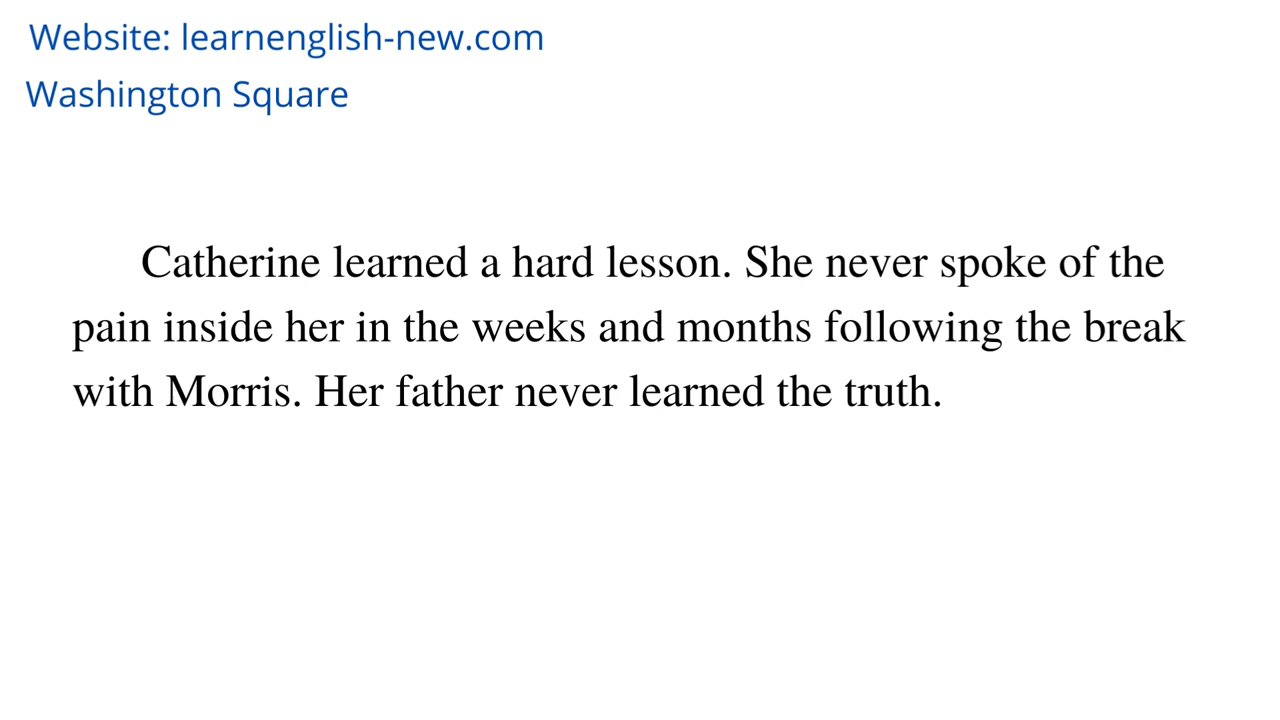 Website: learnenglish-new.com
Washington Square
Catherine learned a hard lesson. She never spoke of the
pain inside her in the weeks and months following the break
with Morris. Her father never learned the truth.